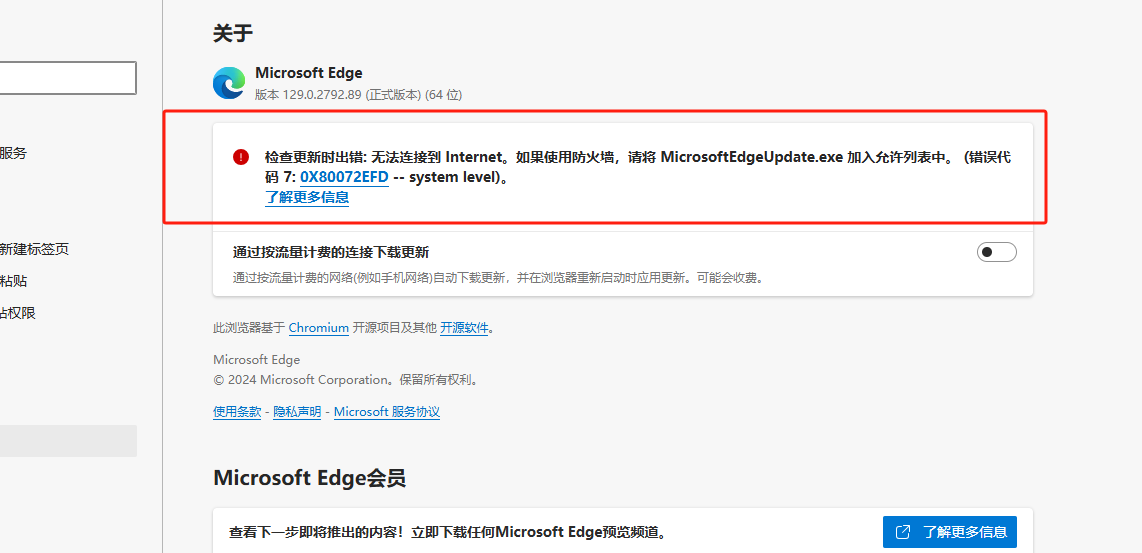 关于
Microsoft Edge
版本 129.0.2792.89 (正式版本) (64 位)
服务
检查更新时出错: 无法连接到 Internet。如果使用防火墙，请将 MicrosoftEdgeUpdate.exe 加入允许列表中。 (错误代
码 7: 0X80072EFD -- system level)。
了解更多信息
新建标签页
粘贴
站权限
通过按流量计费的连接下载更新
通过按流量计费的网络(例如手机网络)自动下载更新，并在浏览器重新启动时应用更新。可能会收费。
此浏览器基于 Chromium 开源项目及其他 开源软件。
Microsoft Edge
© 2024 Microsoft Corporation。保留所有权利。
使用条款 - 隐私声明 - Microsoft 服务协议
Microsoft Edge会员
查看下一步即将推出的内容！立即下载任何Microsoft Edge预览频道。
了解更多信息